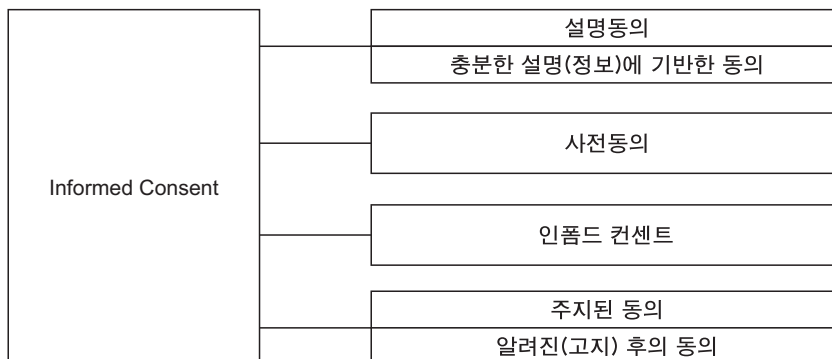 Informed Consent
설명동의
충분한 설명(정보)에 기반한 동의
사전동의
인폼드 컨센트
주지된 동의
알려진(고지) 후의 동의